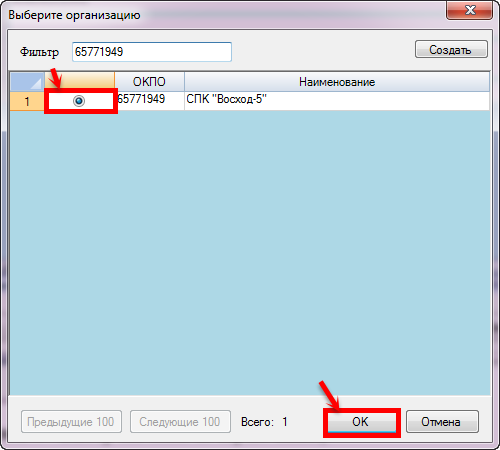 Выберите организацию
Фильтр 65771949 Создать
ОКПО Наименование
1 65771949 СПК "Восход-5"
Предыдущие 100 Следующие 100 Всего: 1 OK Отмена